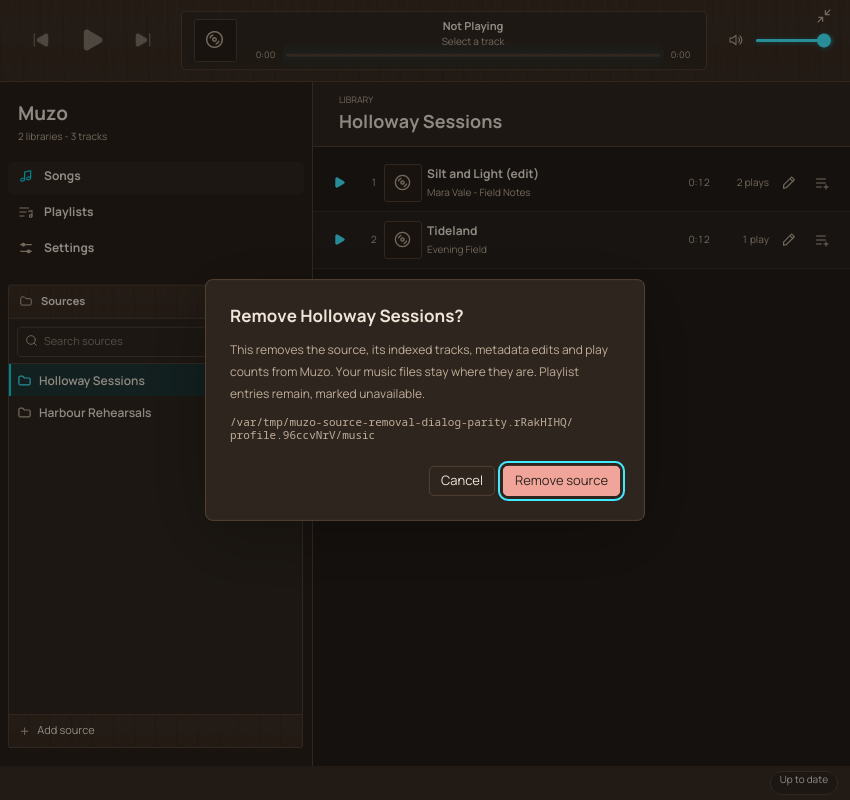 Not Playing
Select a track
0:00
0:00
Muzo
2 libraries - 3 tracks
Songs
Playlists
Settings
Sources
Search sources
Holloway Sessions
Harbour Rehearsals
Add source
LIBRARY
Holloway Sessions
1
Silt and Light (edit)
Mara Vale - Field Notes
0:12
2 plays
2
Tideland
Evening Field
0:12
1 play
Remove Holloway Sessions?
This removes the source, its indexed tracks, metadata edits and play
counts from Muzo. Your music files stay where they are. Playlist
entries remain, marked unavailable.
/var/tmp/muzo-source-removal-dialog-parity.rRakHIHQ/
profile.96ccvNrV/music
Cancel
Remove source
Up to date